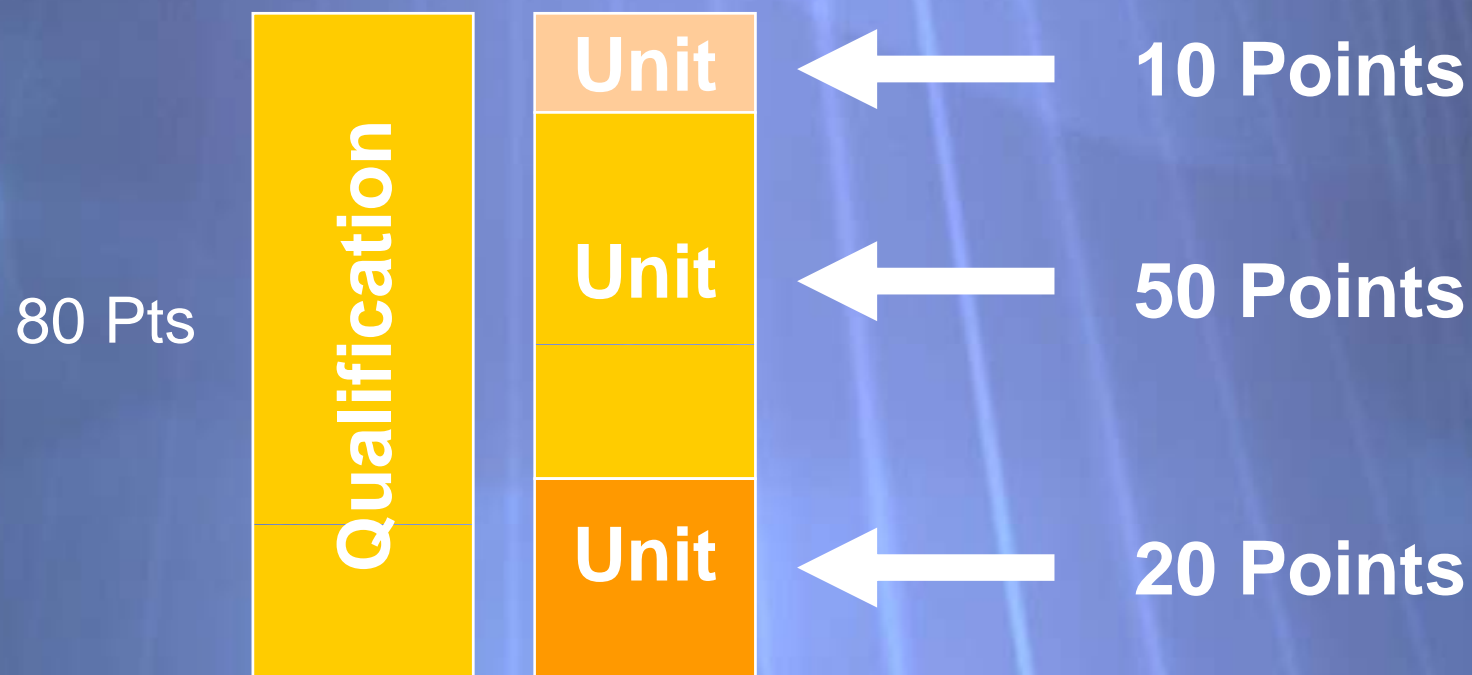 80 Pts
Qualification
Unit
10 Points
Unit
50 Points
Unit
20 Points